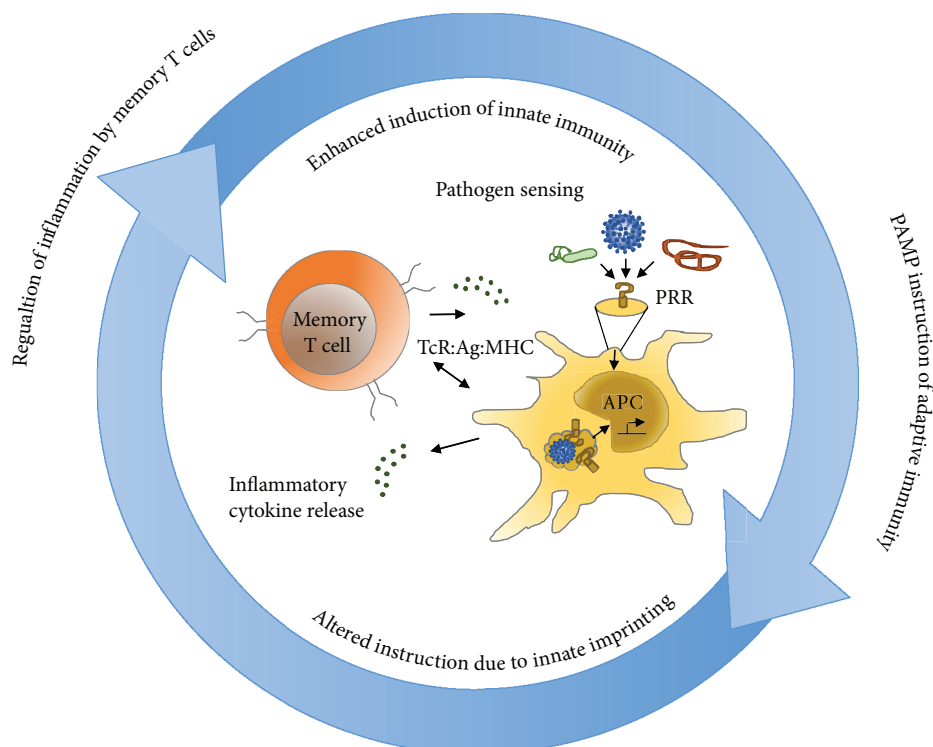 Regualtion of inflammation by memory T cells
Enhanced induction of innate immunity
Pathogen sensing
PRR
Memory
T cell
TcR:Ag:MHC
APC
Inflammatory
cytokine release
PAMP instruction of adaptive immunity
Altered instruction due to innate imprinting